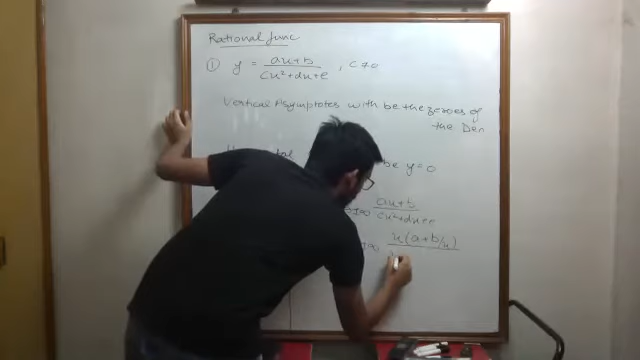 Rational func
① y = (ax+b)/(cx²+dx+e) , c≠0
Vertical Asymptotes with be the zeroes of
the Den
be y=0
±∞ (ax+b)/(cx²+dx+e)
±∞ x(a+b/x)